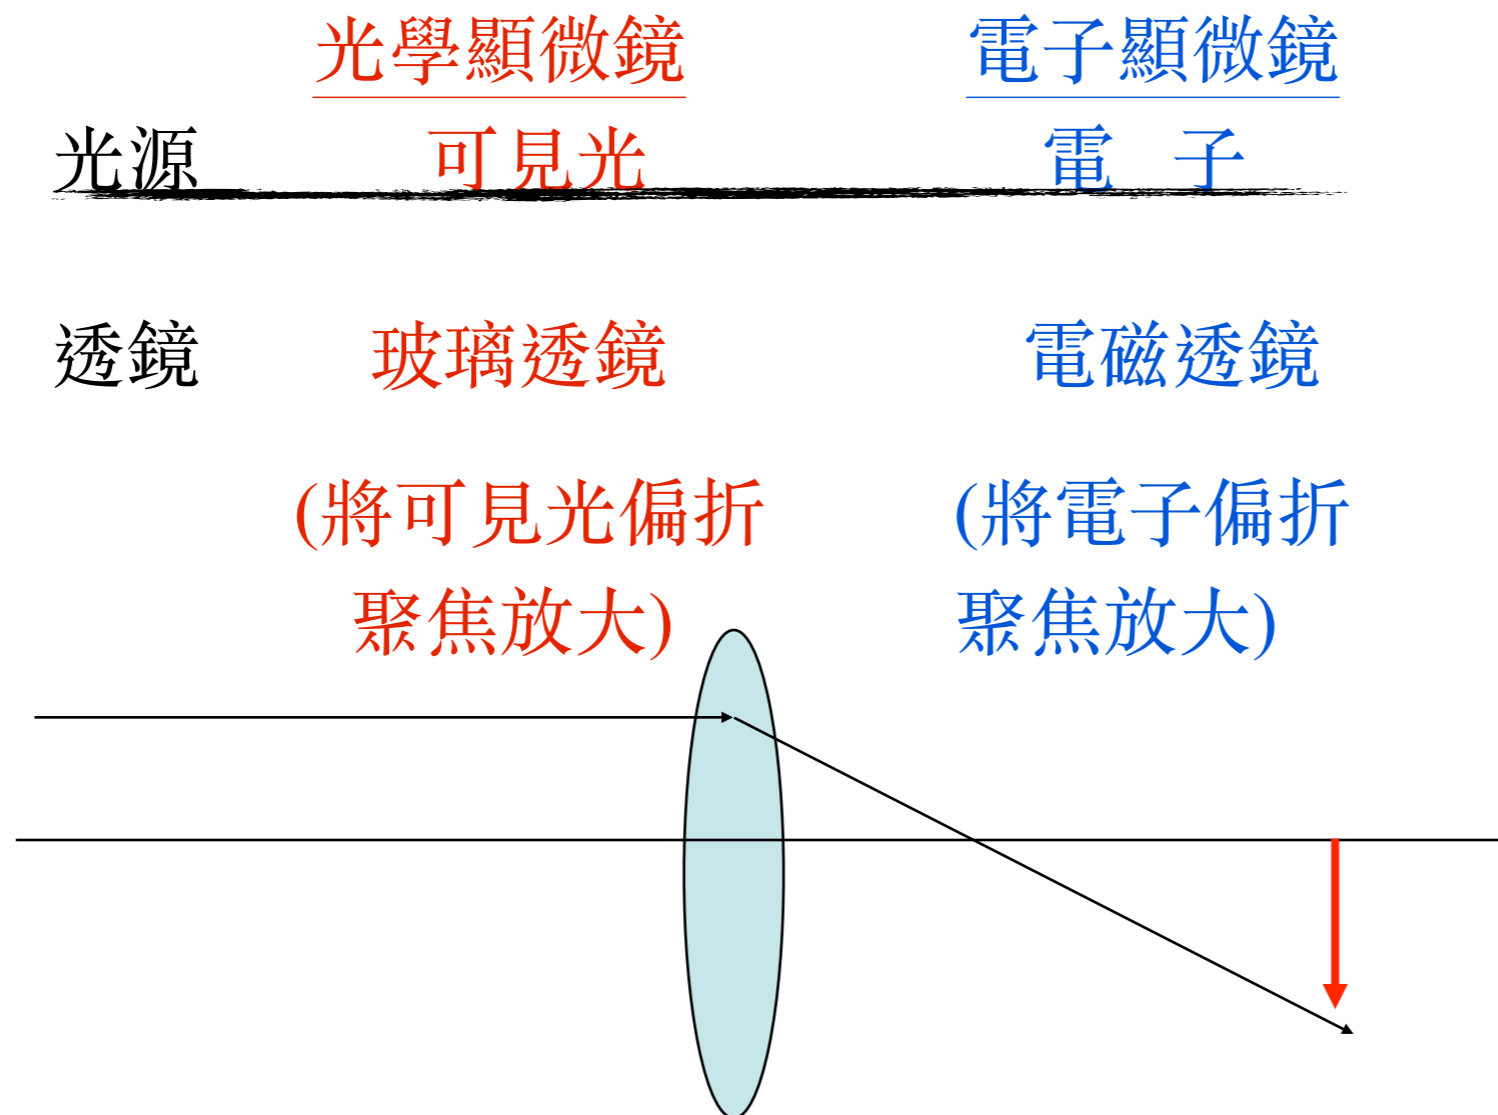 光學顯微鏡 電子顯微鏡
光源 可見光 電 子
透鏡 玻璃透鏡 電磁透鏡
(將可見光偏折 (將電子偏折
聚焦放大) 聚焦放大)